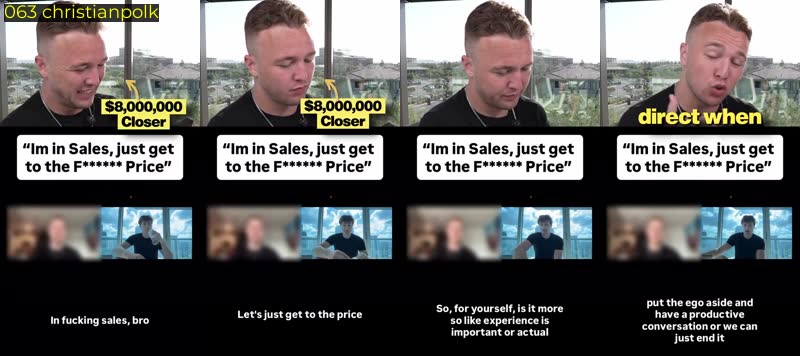 063 christianpolk
$8,000,000
Closer
$8,000,000
Closer
direct when
“Im in Sales, just get
to the F****** Price”
“Im in Sales, just get
to the F****** Price”
“Im in Sales, just get
to the F****** Price”
“Im in Sales, just get
to the F****** Price”
In fucking sales, bro
Let's just get to the price
So, for yourself, is it more
so like experience is
important or actual
put the ego aside and
have a productive
conversation or we can
just end it